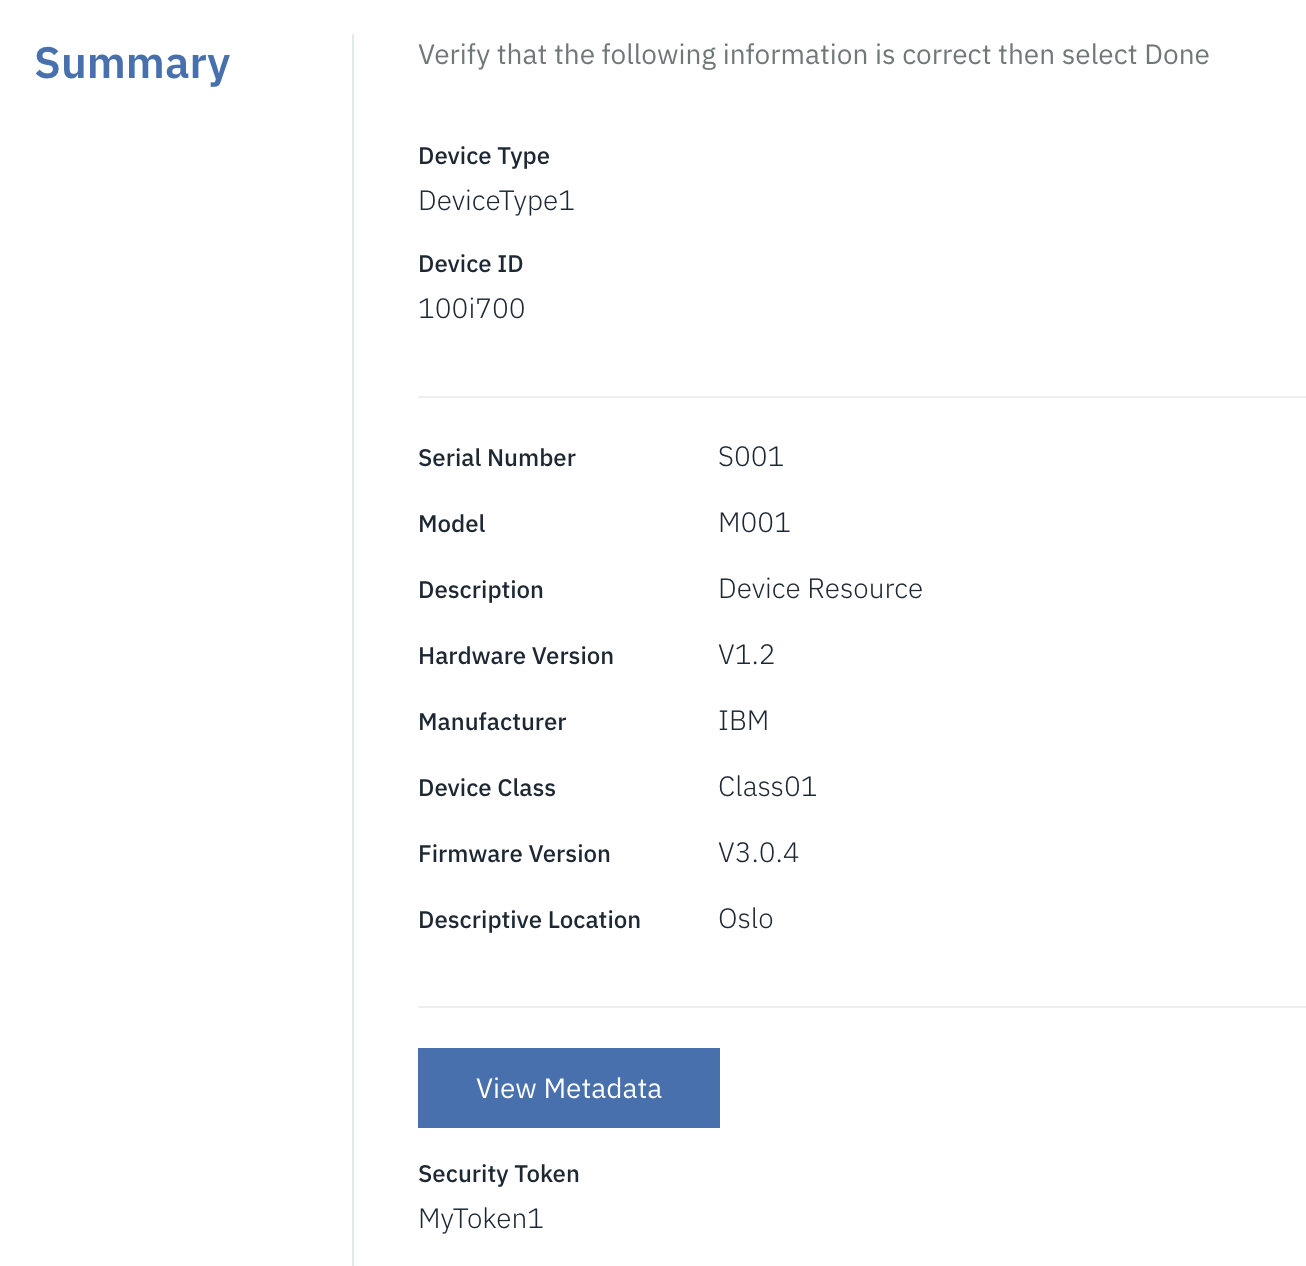 Summary
Verify that the following information is correct then select Done
Device Type
DeviceType1
Device ID
100i700
Serial Number S001
Model M001
Description Device Resource
Hardware Version V1.2
Manufacturer IBM
Device Class Class01
Firmware Version V3.0.4
Descriptive Location Oslo
View Metadata
Security Token
MyToken1